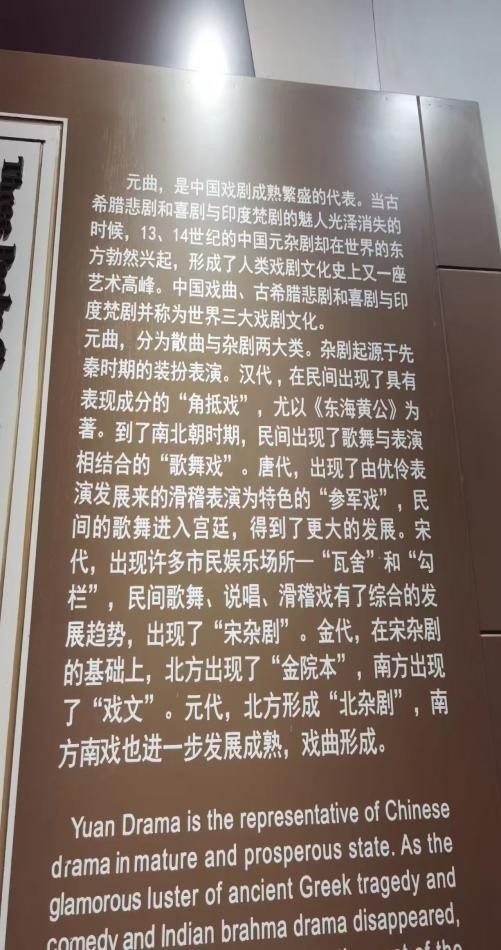 元曲，是中国戏剧成熟繁盛的代表。当古
希腊悲剧和喜剧与印度梵剧的魅人光泽消失的
时候，13、14世纪的中国元杂剧却在世界的东
方勃然兴起，形成了人类戏剧文化史上又一座
艺术高峰。中国戏曲、古希腊悲剧和喜剧与印
度梵剧并称为世界三大戏剧文化。
元曲，分为散曲与杂剧两大类。杂剧起源于先
秦时期的装扮表演。汉代，在民间出现了具有
表现成分的“角抵戏”，尤以《东海黄公》为
著。到了南北朝时期，民间出现了歌舞与表演
相结合的“歌舞戏”。唐代，出现了由优伶表
演发展来的滑稽表演为特色的“参军戏”，民
间的歌舞进入宫廷，得到了更大的发展。宋
代，出现许多市民娱乐场所—“瓦舍”和“勾
栏”，民间歌舞、说唱、滑稽戏有了综合的发
展趋势，出现了“宋杂剧”。金代，在宋杂剧
的基础上，北方出现了“金院本”，南方出现
了“戏文”。元代，北方形成“北杂剧”，南
方南戏也进一步发展成熟，戏曲形成。
Yuan Drama is the representative of Chinese
drama in mature and prosperous state. As the
glamorous luster of ancient Greek tragedy and
comedy and Indian brahma drama disappeared,
of the